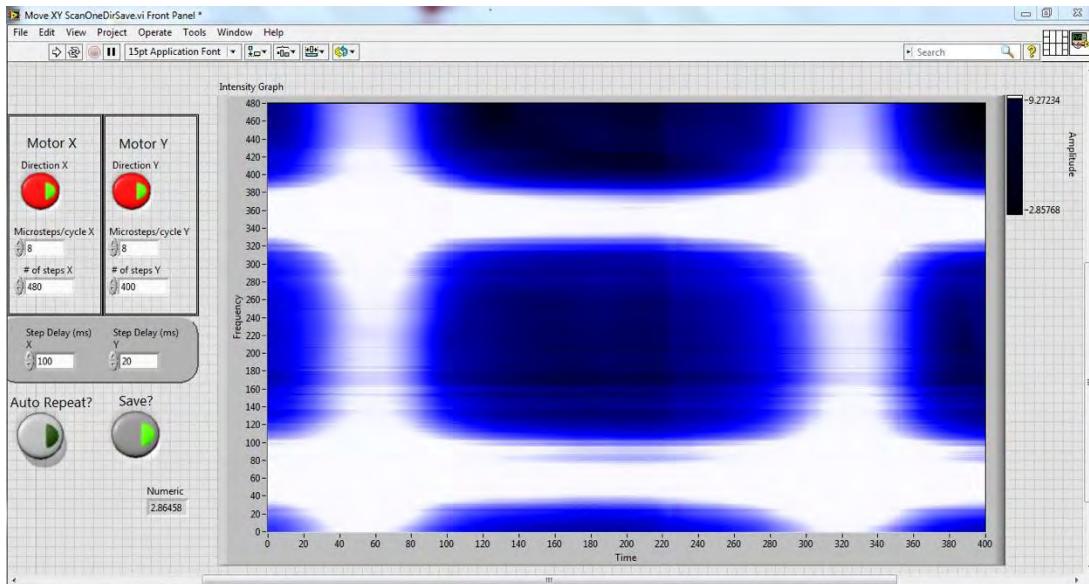 Move XY ScanOneDirSave.vi Front Panel *
File Edit View Project Operate Tools Window Help
15pt Application Font
Search
Intensity Graph
Motor X
Direction X
Microsteps/cycle X
8
# of steps X
480
Motor Y
Direction Y
Microsteps/cycle Y
8
# of steps Y
400
Step Delay (ms)
X
100
Step Delay (ms)
Y
20
Auto Repeat?
Save?
Numeric
2.86458
Frequency
480
460
440
420
400
380
360
340
320
300
280
260
240
220
200
180
160
140
120
100
80
60
40
20
0
0 20 40 60 80 100 120 140 160 180 200 220 240 260 280 300 320 340 360 380 400
Time
-9.27234
-2.85768
Amplitude